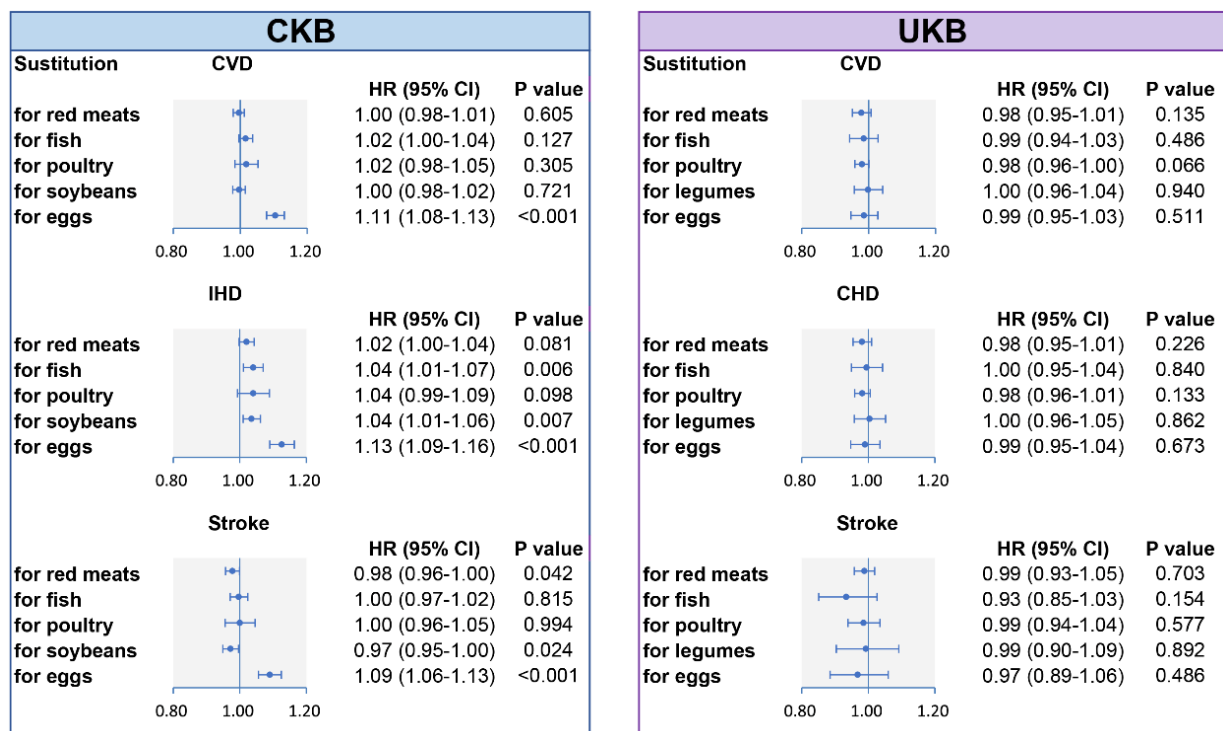 CKB
Sustitution CVD
HR (95% CI) P value
for red meats 1.00 (0.98-1.01) 0.605
for fish 1.02 (1.00-1.04) 0.127
for poultry 1.02 (0.98-1.05) 0.305
for soybeans 1.00 (0.98-1.02) 0.721
for eggs 1.11 (1.08-1.13) <0.001
0.80 1.00 1.20
IHD
HR (95% CI) P value
for red meats 1.02 (1.00-1.04) 0.081
for fish 1.04 (1.01-1.07) 0.006
for poultry 1.04 (0.99-1.09) 0.098
for soybeans 1.04 (1.01-1.06) 0.007
for eggs 1.13 (1.09-1.16) <0.001
0.80 1.00 1.20
Stroke
HR (95% CI) P value
for red meats 0.98 (0.96-1.00) 0.042
for fish 1.00 (0.97-1.02) 0.815
for poultry 1.00 (0.96-1.05) 0.994
for soybeans 0.97 (0.95-1.00) 0.024
for eggs 1.09 (1.06-1.13) <0.001
0.80 1.00 1.20
UKB
Sustitution CVD
HR (95% CI) P value
for red meats 0.98 (0.95-1.01) 0.135
for fish 0.99 (0.94-1.03) 0.486
for poultry 0.98 (0.96-1.00) 0.066
for legumes 1.00 (0.96-1.04) 0.940
for eggs 0.99 (0.95-1.03) 0.511
0.80 1.00 1.20
CHD
HR (95% CI) P value
for red meats 0.98 (0.95-1.01) 0.226
for fish 1.00 (0.95-1.04) 0.840
for poultry 0.98 (0.96-1.01) 0.133
for legumes 1.00 (0.96-1.05) 0.862
for eggs 0.99 (0.95-1.04) 0.673
0.80 1.00 1.20
Stroke
HR (95% CI) P value
for red meats 0.99 (0.93-1.05) 0.703
for fish 0.93 (0.85-1.03) 0.154
for poultry 0.99 (0.94-1.04) 0.577
for legumes 0.99 (0.90-1.09) 0.892
for eggs 0.97 (0.89-1.06) 0.486
0.80 1.00 1.20